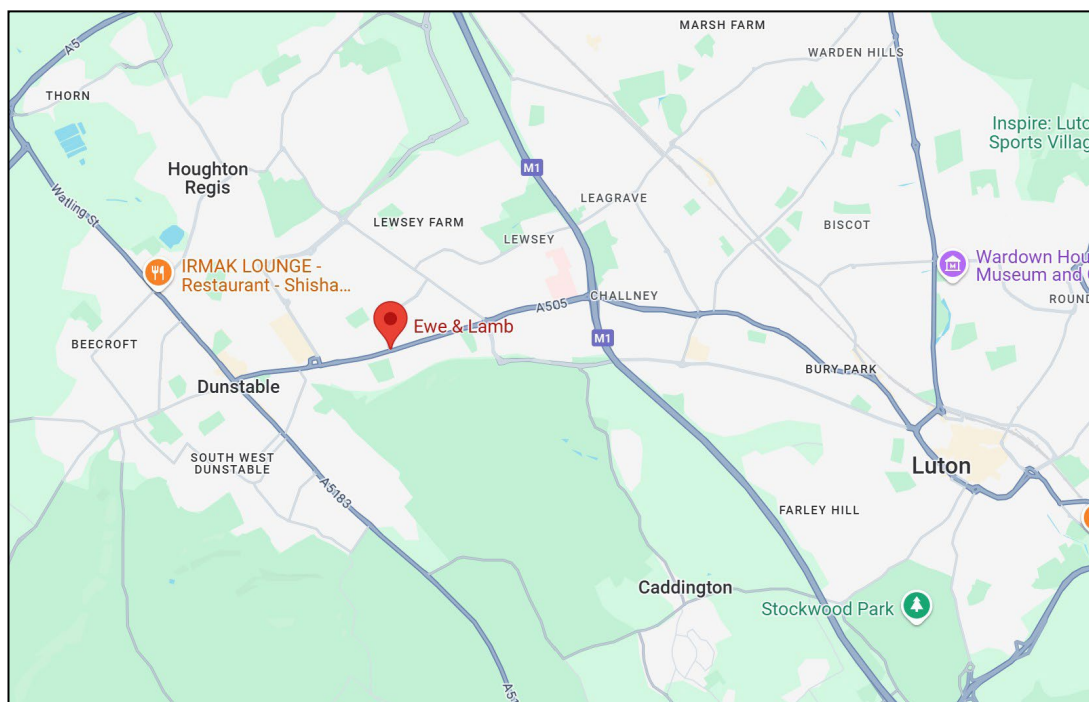 MARSH FARM
A5
WARDEN HILLS
THORN
Inspire: Luto
Sports Villag
Houghton
Regis
M1
LEAGRAVE
Watling St
LEWSEY FARM
BISCOT
LEWSEY
IRMAK LOUNGE -
Restaurant - Shisha...
Wardown Hou
Museum and
CHALLNEY
ROUND
A505
Ewe & Lamb
M1
BEECROFT
BURY PARK
Dunstable
SOUTH WEST
DUNSTABLE
Luton
A5183
FARLEY HILL
Caddington
Stockwood Park